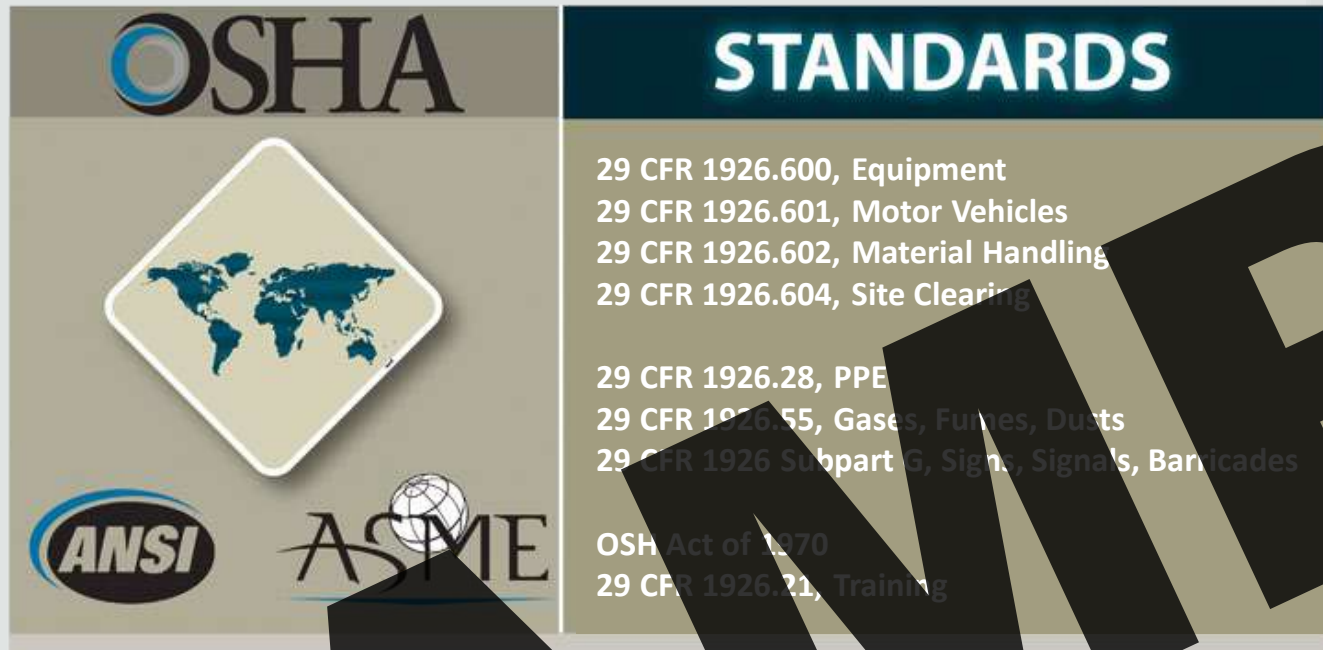 OSHA
STANDARDS
29 CFR 1926.600, Equipment
29 CFR 1926.601, Motor Vehicles
29 CFR 1926.602, Material Handling
29 CFR 1926.604, Site Clearing
29 CFR 1926.28, PPE
29 CFR 1926.55, Gases, Fumes, Dusts
29 CFR 1926 Subpart G, Signs, Signals, Barricades
OSH Act of 1970
29 CFR 1926.21, Training
ANSI
ASME